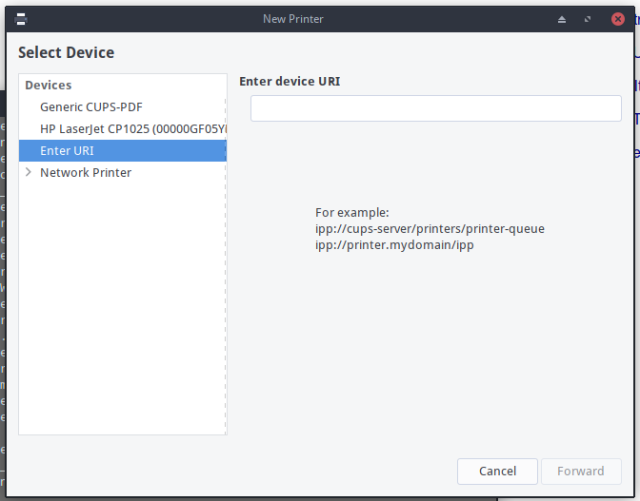 New Printer
Select Device
Devices
Generic CUPS-PDF
HP LaserJet CP1025 (00000GF05Y
Enter URI
Network Printer
Enter device URI
For example:
ipp://cups-server/printers/printer-queue
ipp://printer.mydomain/ipp
Cancel
Forward